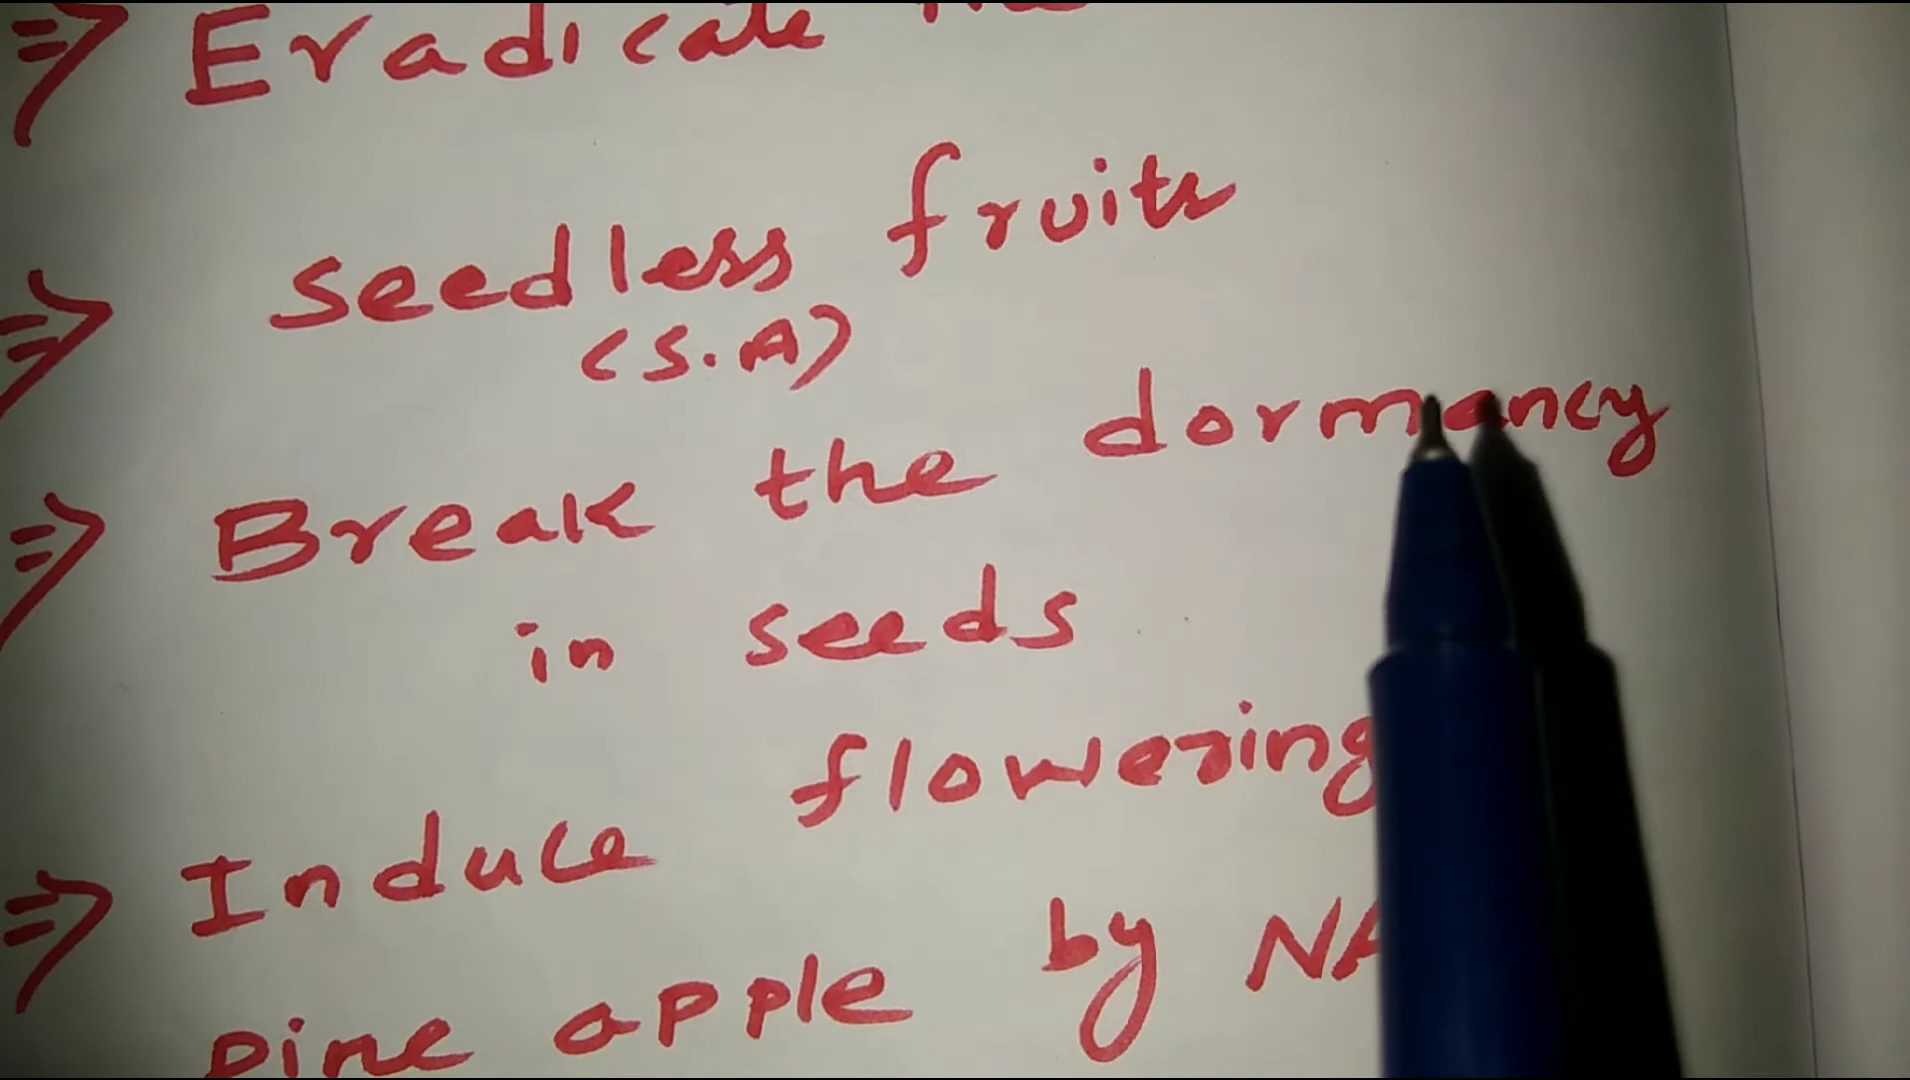 ⇒ Eradicate
⇒ seedless fruits
(S.A)
⇒ Break the dormancy
in seeds
⇒ Induce flowering
pine apple by